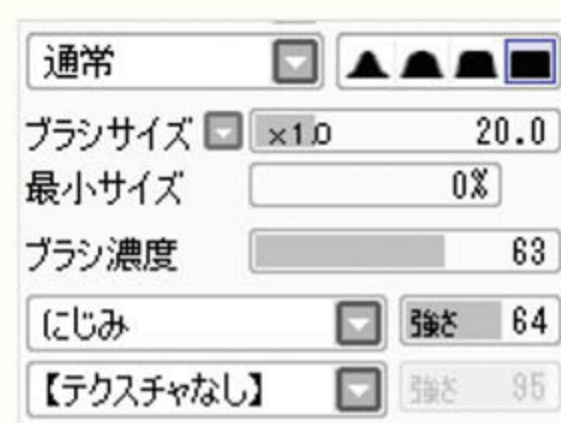 通常
ブラシサイズ ×1.0 20.0
最小サイズ 0%
ブラシ濃度 63
にじみ 強さ 64
【テクスチャなし】 強さ 95